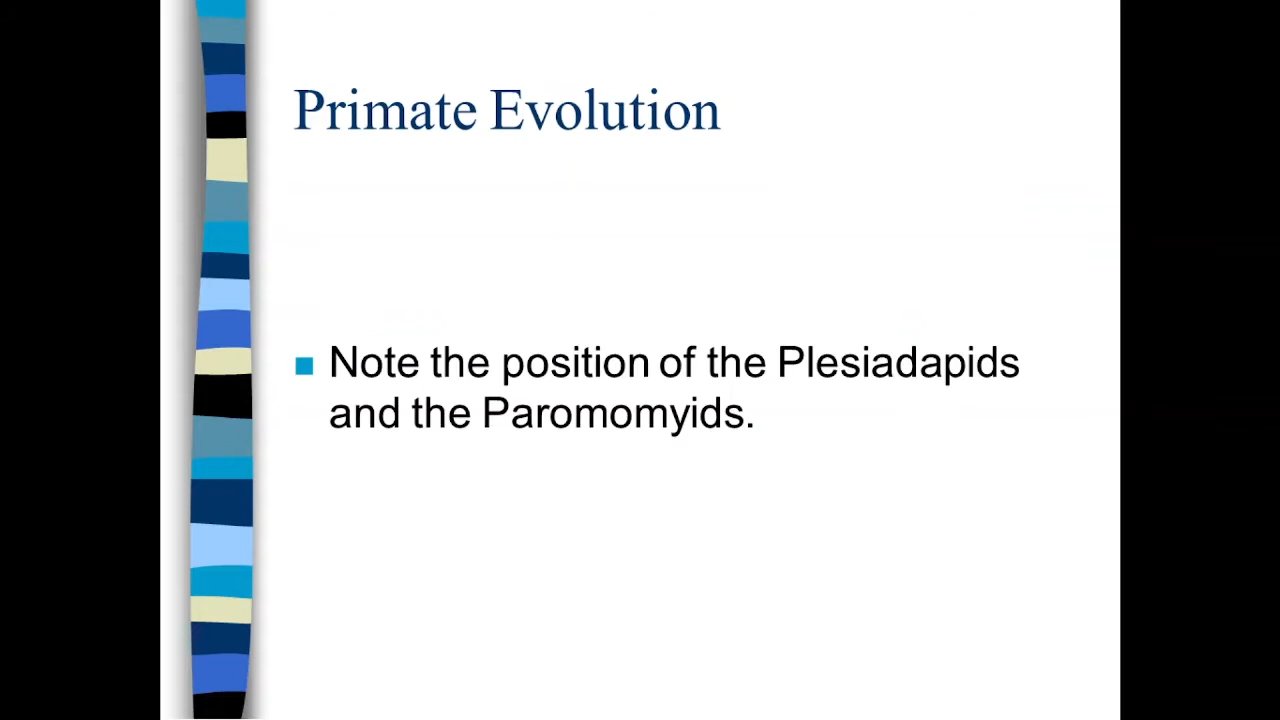 Primate Evolution
Note the position of the Plesiadapids
and the Paromomyids.